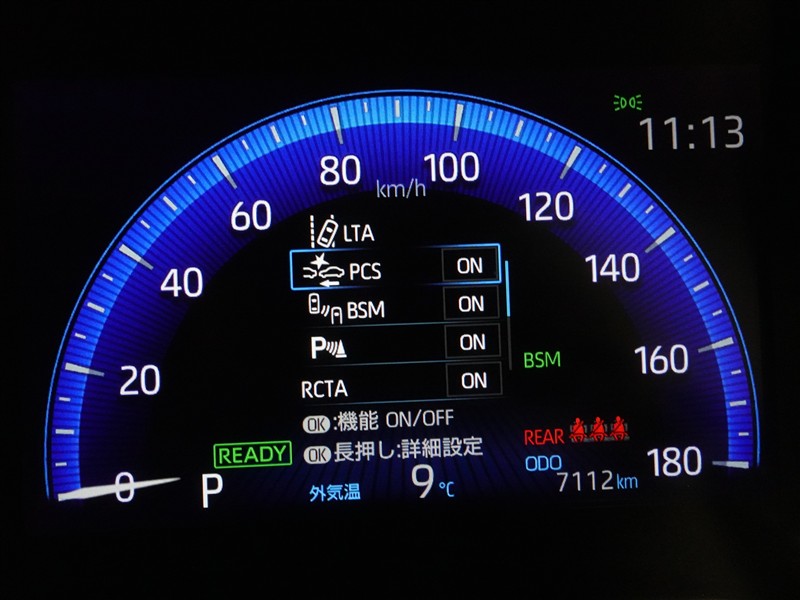 11:13
0
20
40
60
80
100
120
140
160
180
km/h
LTA
PCS ON
BSM ON
P ON
RCTA ON
OK:機能 ON/OFF
OK長押し:詳細設定
BSM
READY
REAR
ODO
7112km
P
外気温 9℃